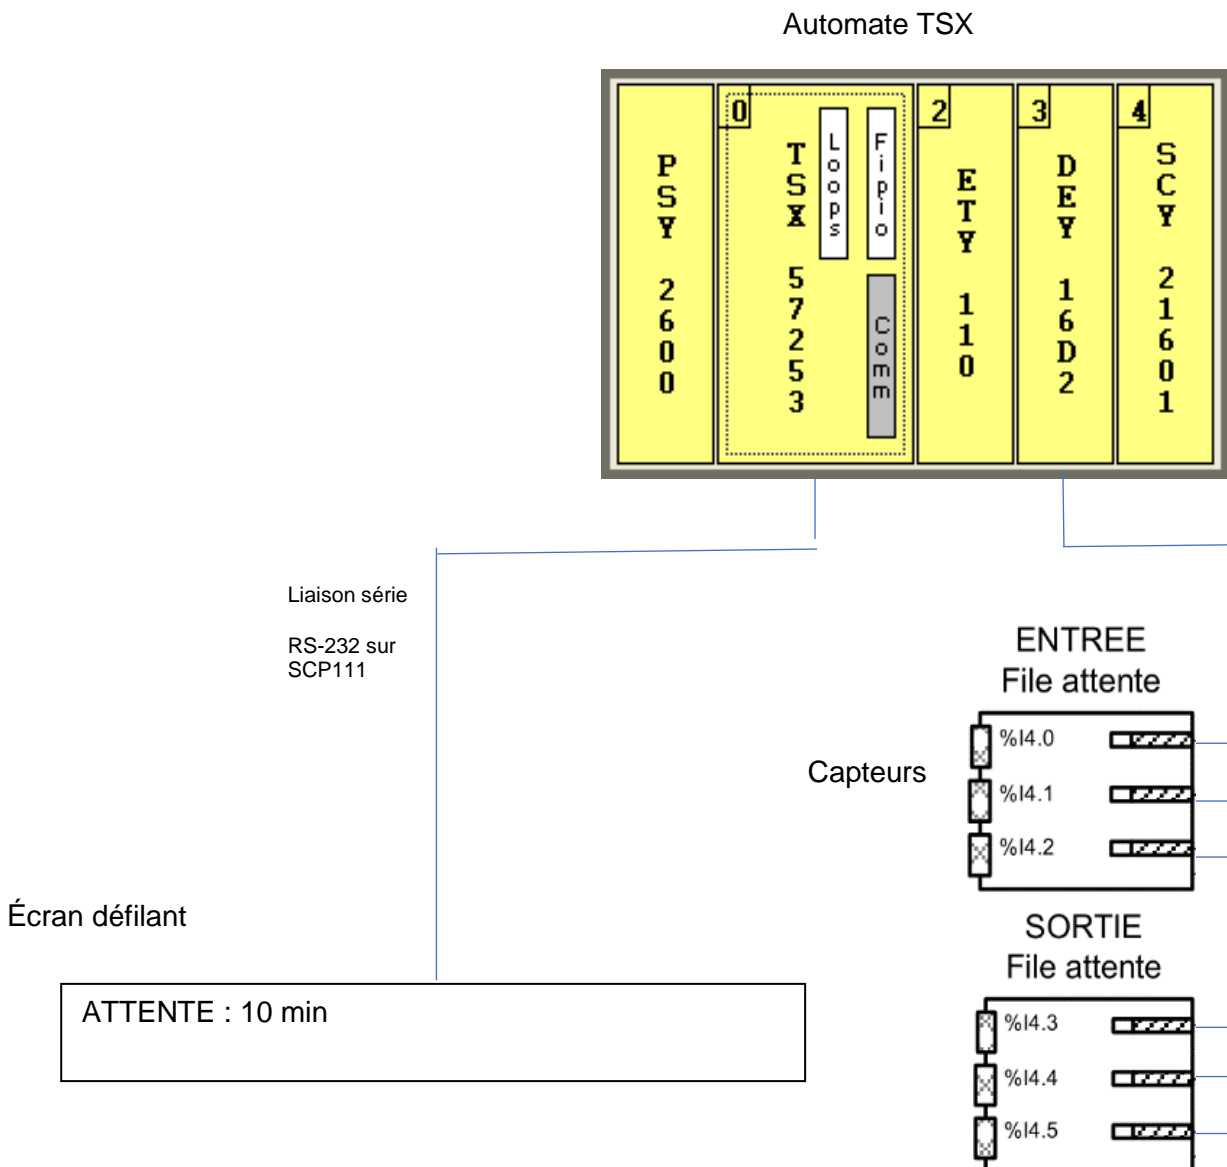 Automate TSX
PSY 2600
0
TSX 57253
Loops
Fipio
Comm
2
ETY 110
3
DEY 16D2
4
SCY 21601
Liaison série
RS-232 sur
SCP111
ENTREE
File attente
%I4.0
%I4.1
%I4.2
Capteurs
Écran défilant
SORTIE
File attente
ATTENTE : 10 min
%I4.3
%I4.4
%I4.5